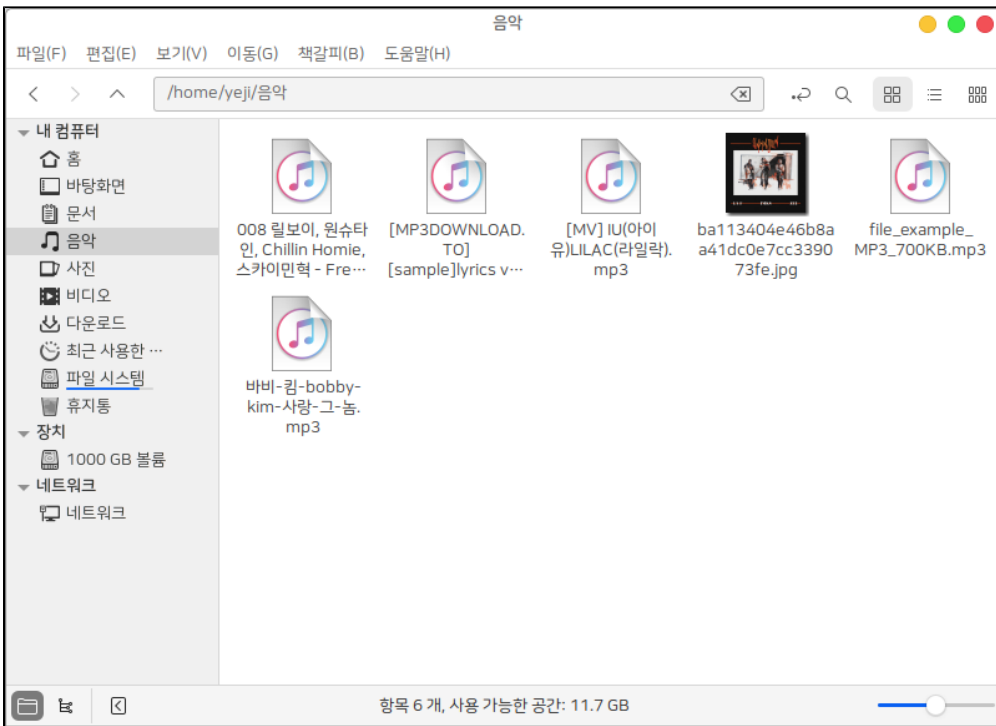 음악
파일(F) 편집(E) 보기(V) 이동(G) 책갈피(B) 도움말(H)
/home/yeji/음악
내 컴퓨터
홈
바탕화면
문서
음악
사진
비디오
다운로드
최근 사용한 …
파일 시스템
휴지통
장치
1000 GB 볼륨
네트워크
네트워크
008 릴보이, 원슈타
인, Chillin Homie,
스카이민혁 - Fre…
[MP3DOWNLOAD.
TO]
[sample]lyrics v…
[MV] IU(아이
유)LILAC(라일락).
mp3
ba113404e46b8a
a41dc0e7cc3390
73fe.jpg
file_example_
MP3_700KB.mp3
바비-킴-bobby-
kim-사랑-그-놈.
mp3
항목 6 개, 사용 가능한 공간: 11.7 GB